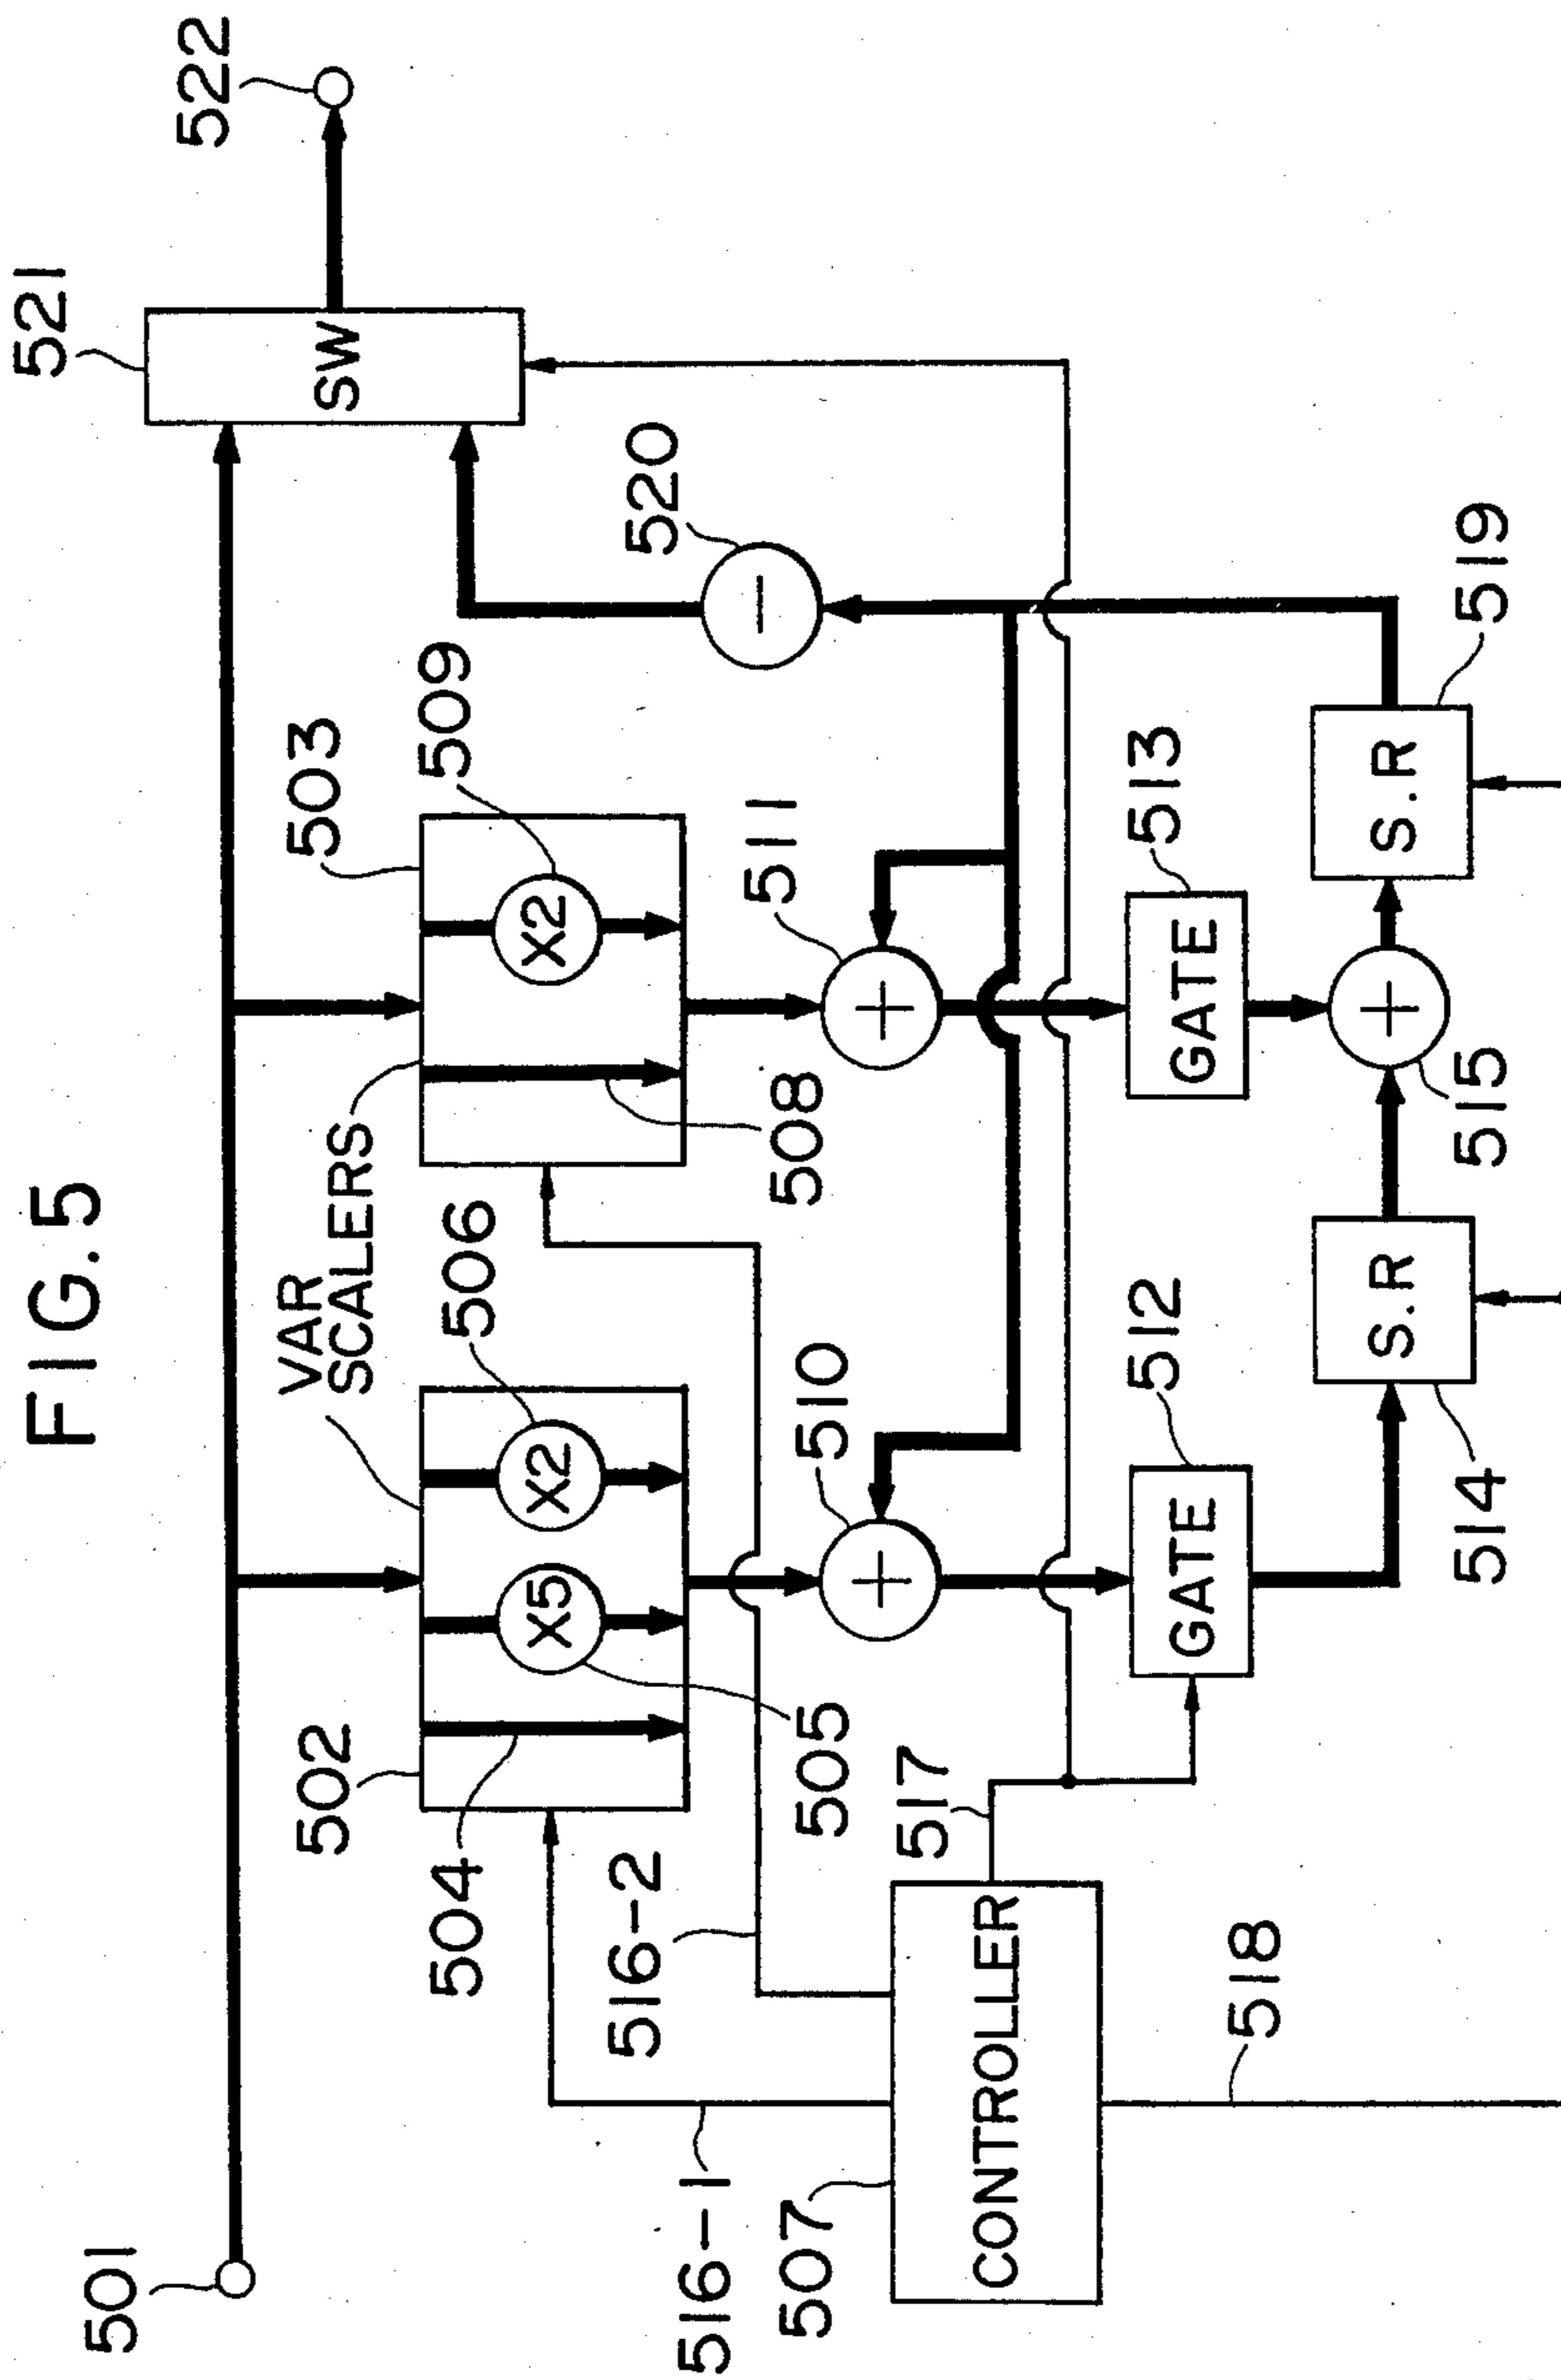 FIG.5
501
502
VAR
SCALERS
503
521
522
504
505
X5
X2
506
508
X2
509
SW
516-1
516-2
510
+
511
+
520
−
507
CONTROLLER
517
512
GATE
513
GATE
518
514
S.R
515
+
S.R
519